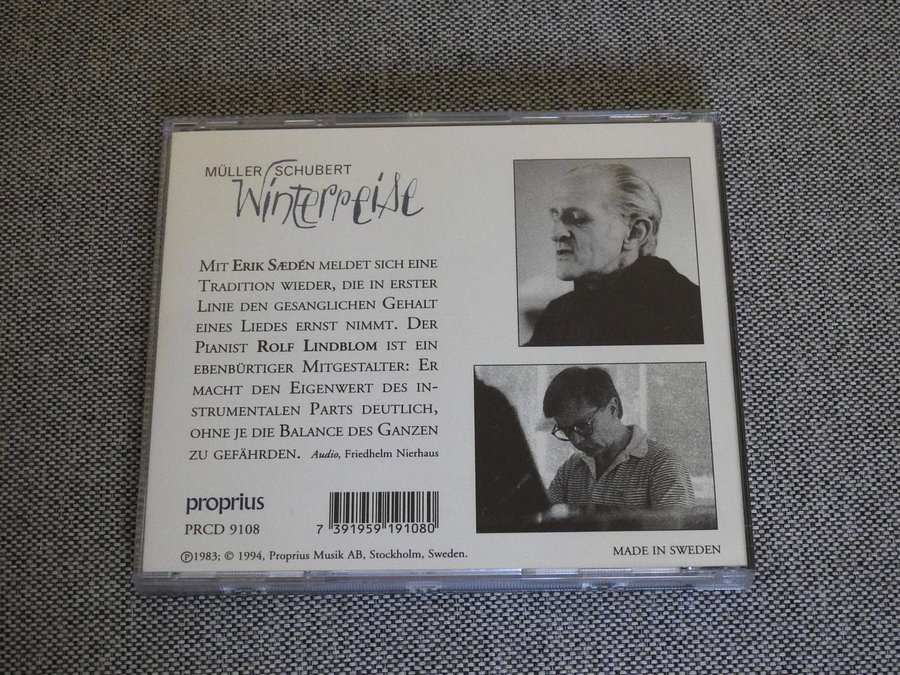 MÜLLER/SCHUBERT
Winterreise
MIT ERIK SÆDÉN MELDET SICH EINE
TRADITION WIEDER, DIE IN ERSTER
LINIE DEN GESANGLICHEN GEHALT
EINES LIEDES ERNST NIMMT. DER
PIANIST ROLF LINDBLOM IST EIN
EBENBÜRTIGER MITGESTALTER: ER
MACHT DEN EIGENWERT DES IN-
STRUMENTALEN PARTS DEUTLICH,
OHNE JE DIE BALANCE DES GANZEN
ZU GEFÄHRDEN. Audio, Friedhelm Nierhaus
proprius
PRCD 9108
7 391959 191080
℗1983; © 1994, Proprius Musik AB, Stockholm, Sweden.
MADE IN SWEDEN